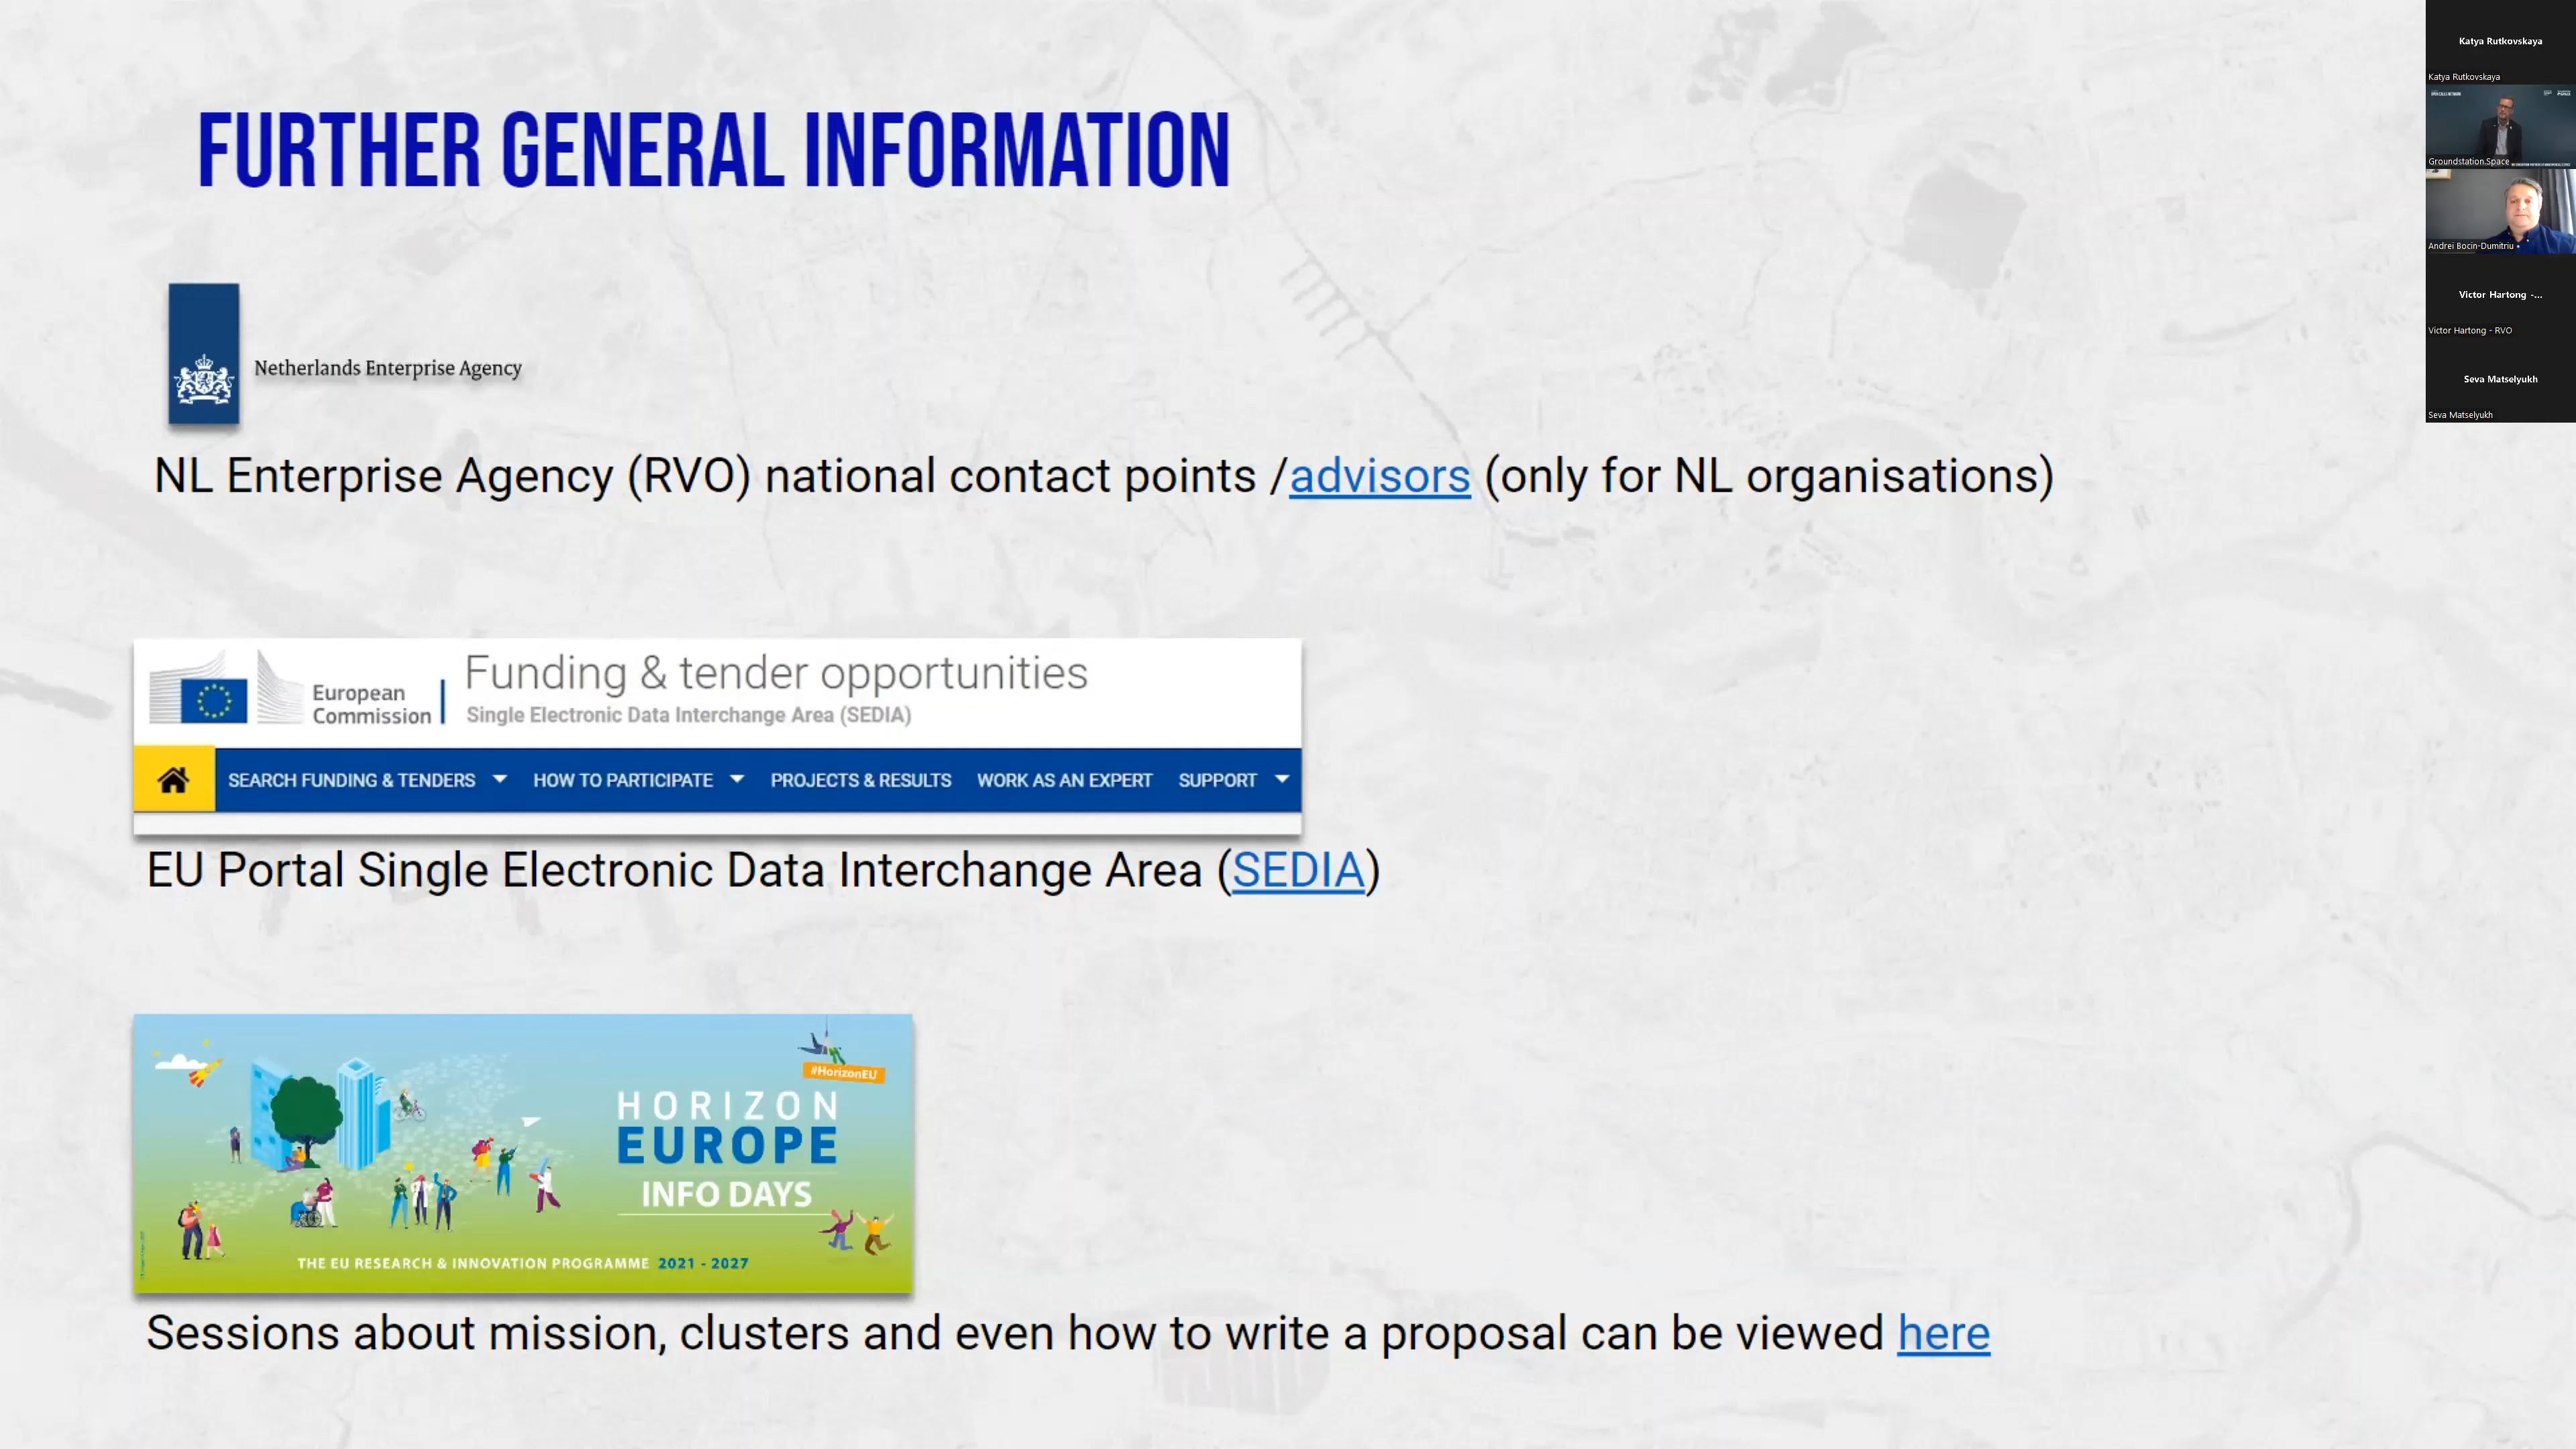 FURTHER GENERAL INFORMATION
Netherlands Enterprise Agency
NL Enterprise Agency (RVO) national contact points /advisors (only for NL organisations)
European
Commission
Funding & tender opportunities
Single Electronic Data Interchange Area (SEDIA)
SEARCH FUNDING & TENDERS HOW TO PARTICIPATE PROJECTS & RESULTS WORK AS AN EXPERT SUPPORT
EU Portal Single Electronic Data Interchange Area (SEDIA)
#HorizonEU
HORIZON
EUROPE
INFO DAYS
THE EU RESEARCH & INNOVATION PROGRAMME 2021 - 2027
Sessions about mission, clusters and even how to write a proposal can be viewed here
Katya Rutkovskaya
Katya Rutkovskaya
Groundstation.Space
Andrei Bocin-Dumitriu
Victor Hartong -...
Victor Hartong - RVO
Seva Matselyukh
Seva Matselyukh